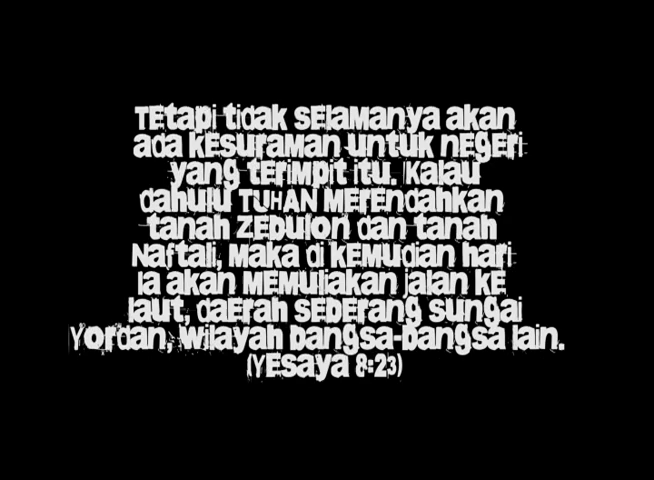 Tetapi tidak selamanya akan
ada kesuraman untuk negeri
yang terimpit itu. Kalau
dahulu TUHAN merendahkan
tanah Zebulon dan tanah
Naftali, maka di kemudian hari
Ia akan memuliakan jalan ke
laut, daerah seberang sungai
Yordan, wilayah bangsa-bangsa lain.
(Yesaya 8:23)